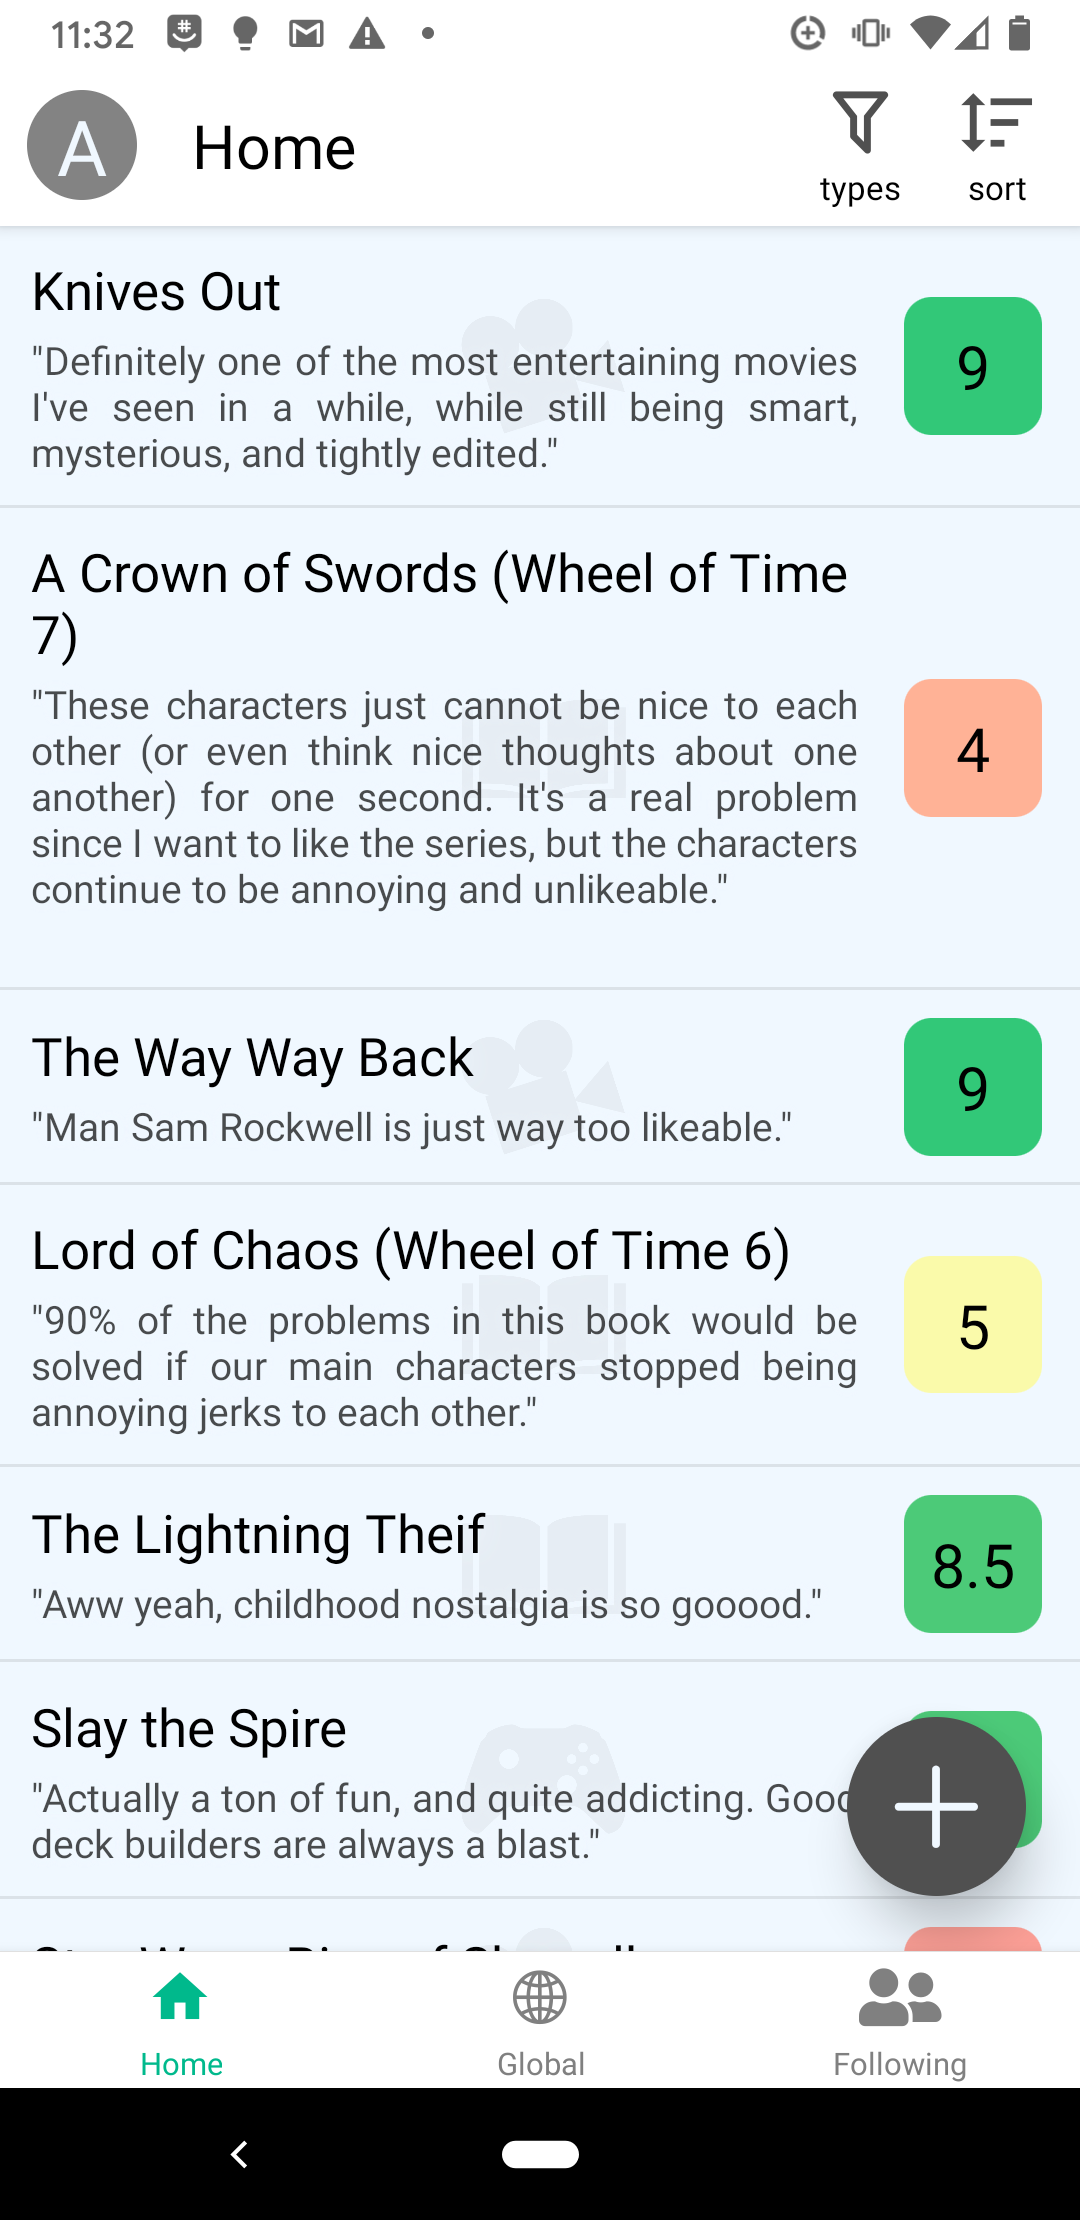 11:32
A
Home
types
sort
Knives Out
"Definitely one of the most entertaining movies
I've seen in a while, while still being smart,
mysterious, and tightly edited."
9
A Crown of Swords (Wheel of Time
7)
"These characters just cannot be nice to each
other (or even think nice thoughts about one
another) for one second. It's a real problem
since I want to like the series, but the characters
continue to be annoying and unlikeable."
4
The Way Way Back
"Man Sam Rockwell is just way too likeable."
9
Lord of Chaos (Wheel of Time 6)
"90% of the problems in this book would be
solved if our main characters stopped being
annoying jerks to each other."
5
The Lightning Theif
"Aww yeah, childhood nostalgia is so gooood."
8.5
Slay the Spire
"Actually a ton of fun, and quite addicting. Good
deck builders are always a blast."
Home
Global
Following